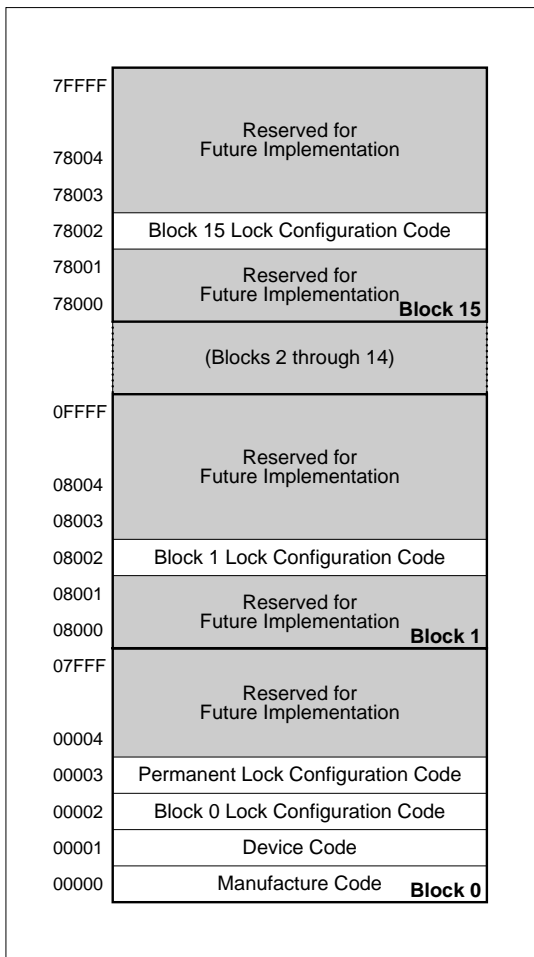 7FFFF
Reserved for
Future Implementation
78004
78003
78002 Block 15 Lock Configuration Code
78001
Reserved for
Future Implementation
78000
Block 15
(Blocks 2 through 14)
0FFFF
Reserved for
Future Implementation
08004
08003
08002 Block 1 Lock Configuration Code
08001
Reserved for
Future Implementation
08000
Block 1
07FFF
Reserved for
Future Implementation
00004
00003 Permanent Lock Configuration Code
00002 Block 0 Lock Configuration Code
00001 Device Code
00000 Manufacture Code
Block 0